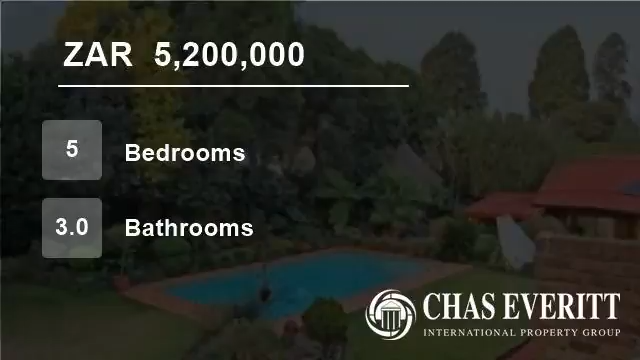 ZAR 5,200,000
5 Bedrooms
3.0 Bathrooms
CHAS EVERITT
INTERNATIONAL PROPERTY GROUP